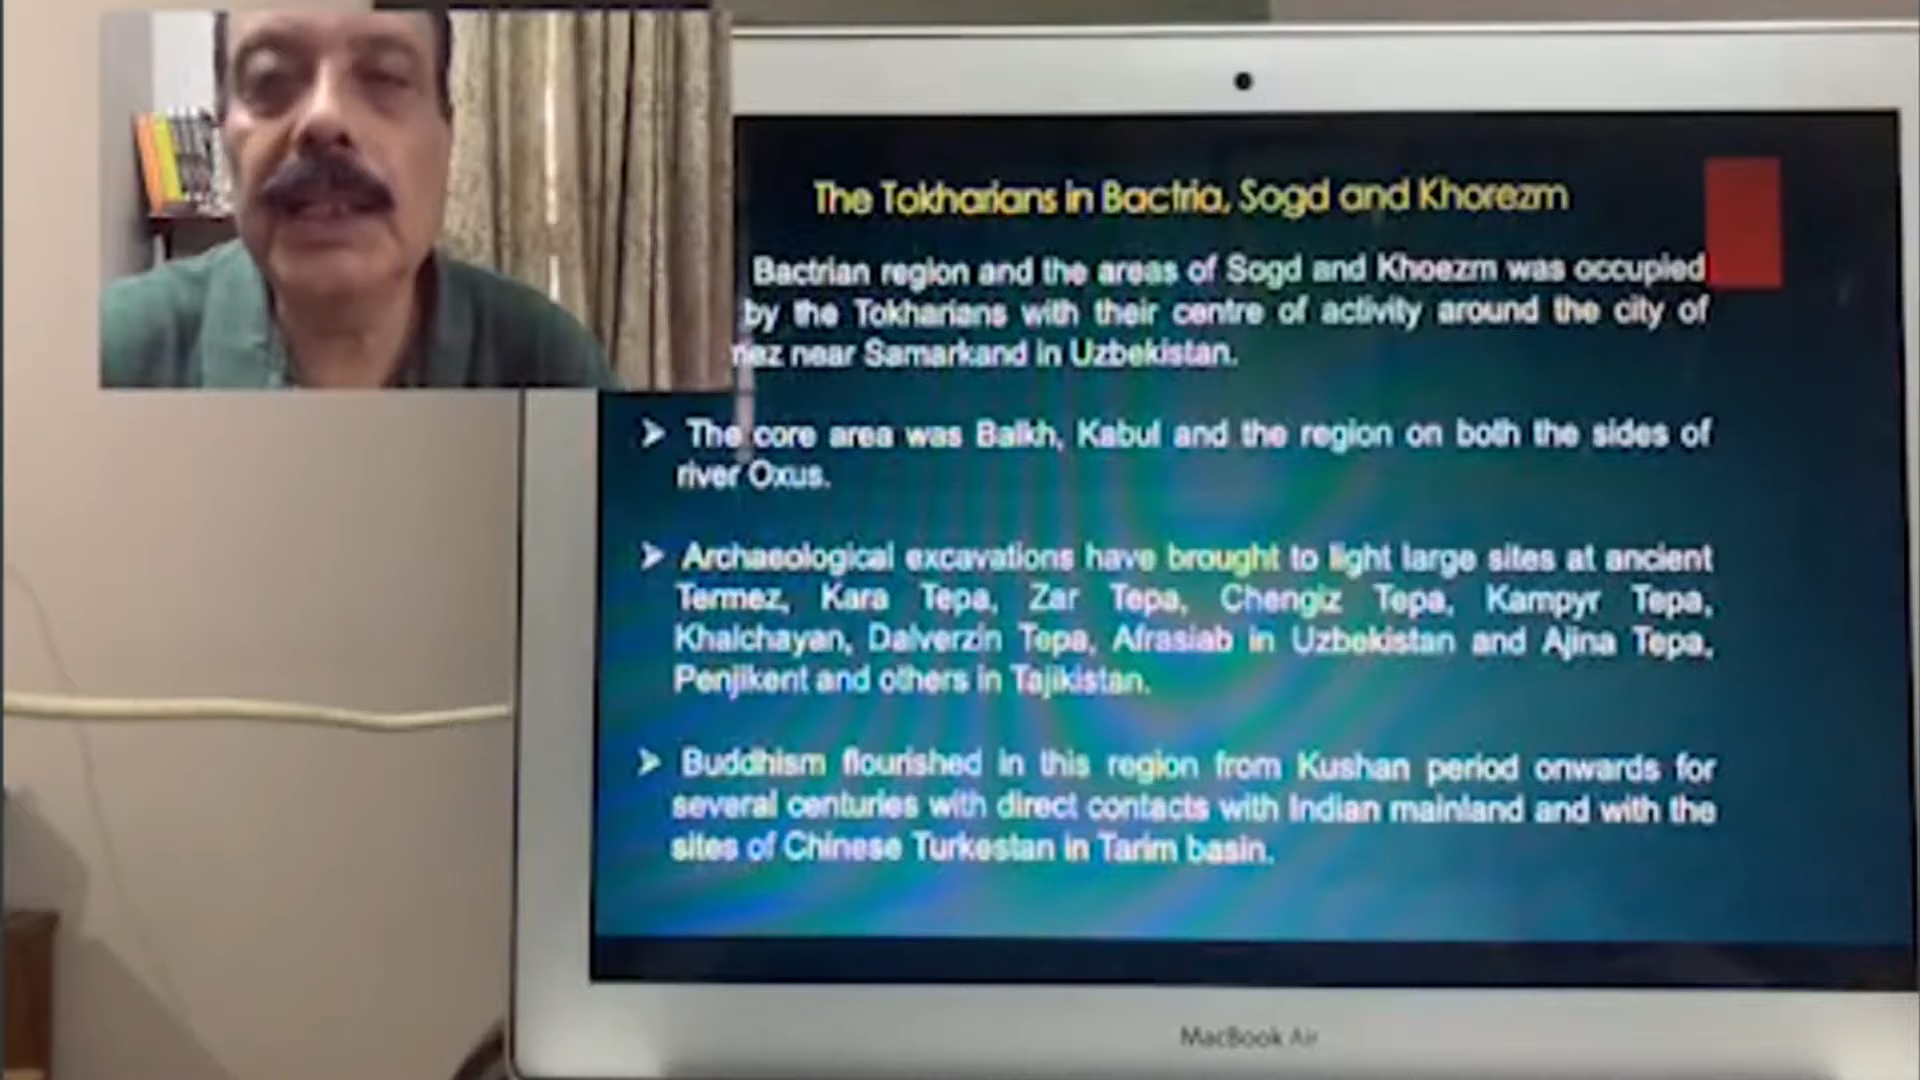 The Tokharians in Bactria, Sogd and Khorezm
Bactrian region and the areas of Sogd and Khoezm was occupied
by the Tokharians with their centre of activity around the city of
mez near Samarkand in Uzbekistan.
➤ The core area was Balkh, Kabul and the region on both the sides of
river Oxus.
➤ Archaeological excavations have brought to light large sites at ancient
Termez, Kara Tepa, Zar Tepa, Chengiz Tepa, Kampyr Tepa,
Khalchayan, Dalverzin Tepa, Afrasiab in Uzbekistan and Ajina Tepa,
Penjikent and others in Tajikistan.
➤ Buddhism flourished in this region from Kushan period onwards for
several centuries with direct contacts with Indian mainland and with the
sites of Chinese Turkestan in Tarim basin.
MacBook Air